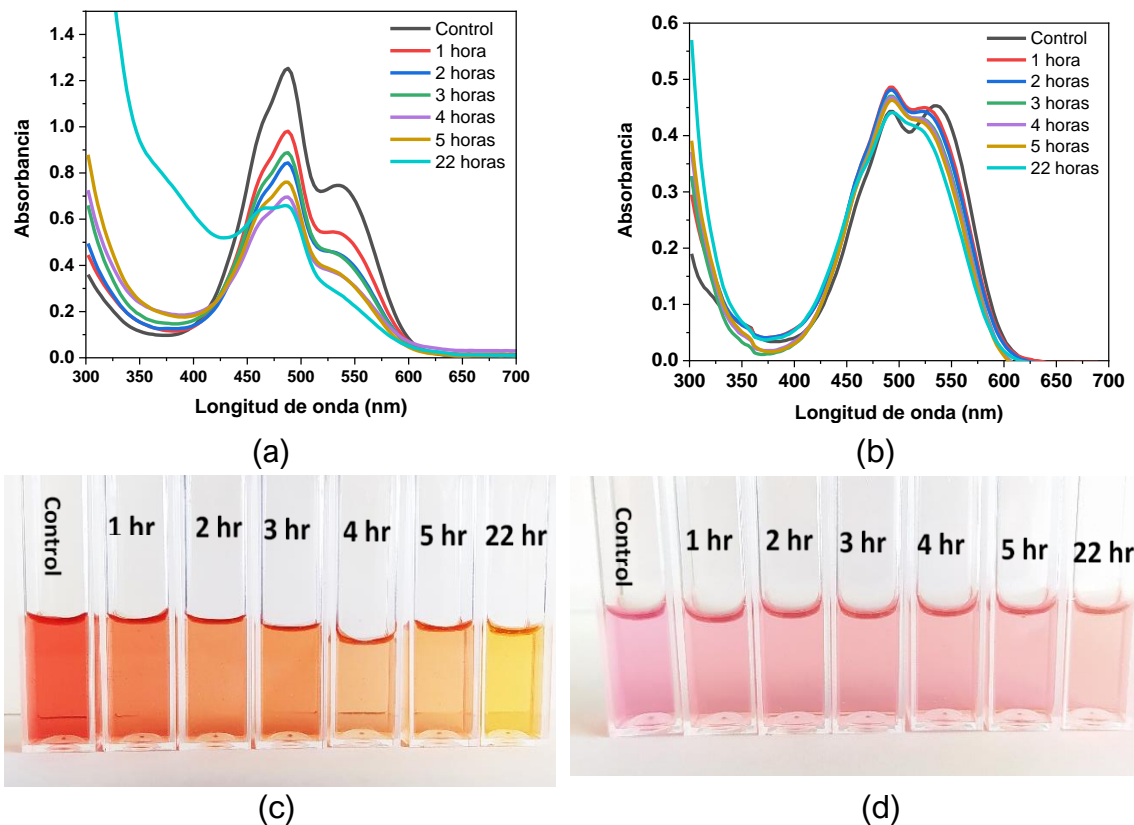 Absorbancia
1.4
1.2
1.0
0.8
0.6
0.4
0.2
0.0
300 350 400 450 500 550 600 650 700
Longitud de onda (nm)
Control
1 hora
2 horas
3 horas
4 horas
5 horas
22 horas
(a)
Absorbancia
0.6
0.5
0.4
0.3
0.2
0.1
0.0
300 350 400 450 500 550 600 650 700
Longitud de onda (nm)
Control
1 hora
2 horas
3 horas
4 horas
5 horas
22 horas
(b)
Control
1 hr
2 hr
3 hr
4 hr
5 hr
22 hr
(c)
Control
1 hr
2 hr
3 hr
4 hr
5 hr
22 hr
(d)